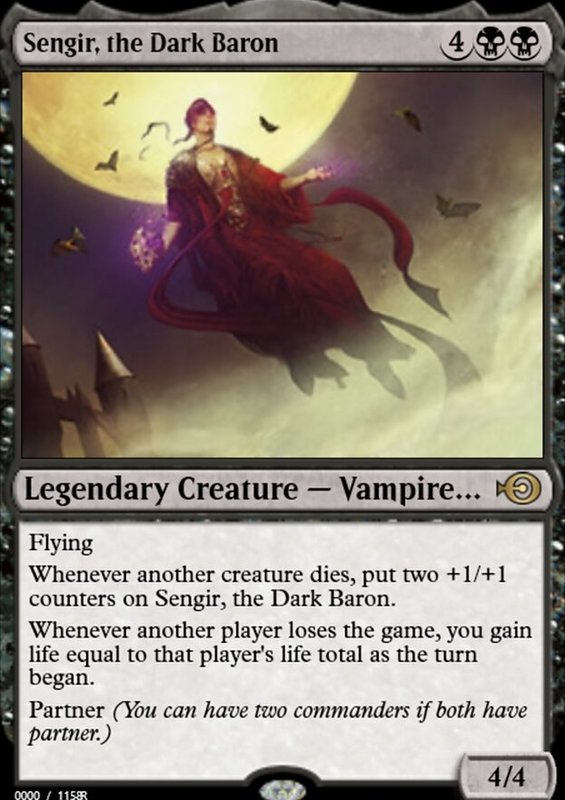 Sengir, the Dark Baron 4
Legendary Creature — Vampire...
Flying
Whenever another creature dies, put two +1/+1
counters on Sengir, the Dark Baron.
Whenever another player loses the game, you gain
life equal to that player's life total as the turn
began.
Partner (You can have two commanders if both have
partner.)
4/4
0000 / 1158R